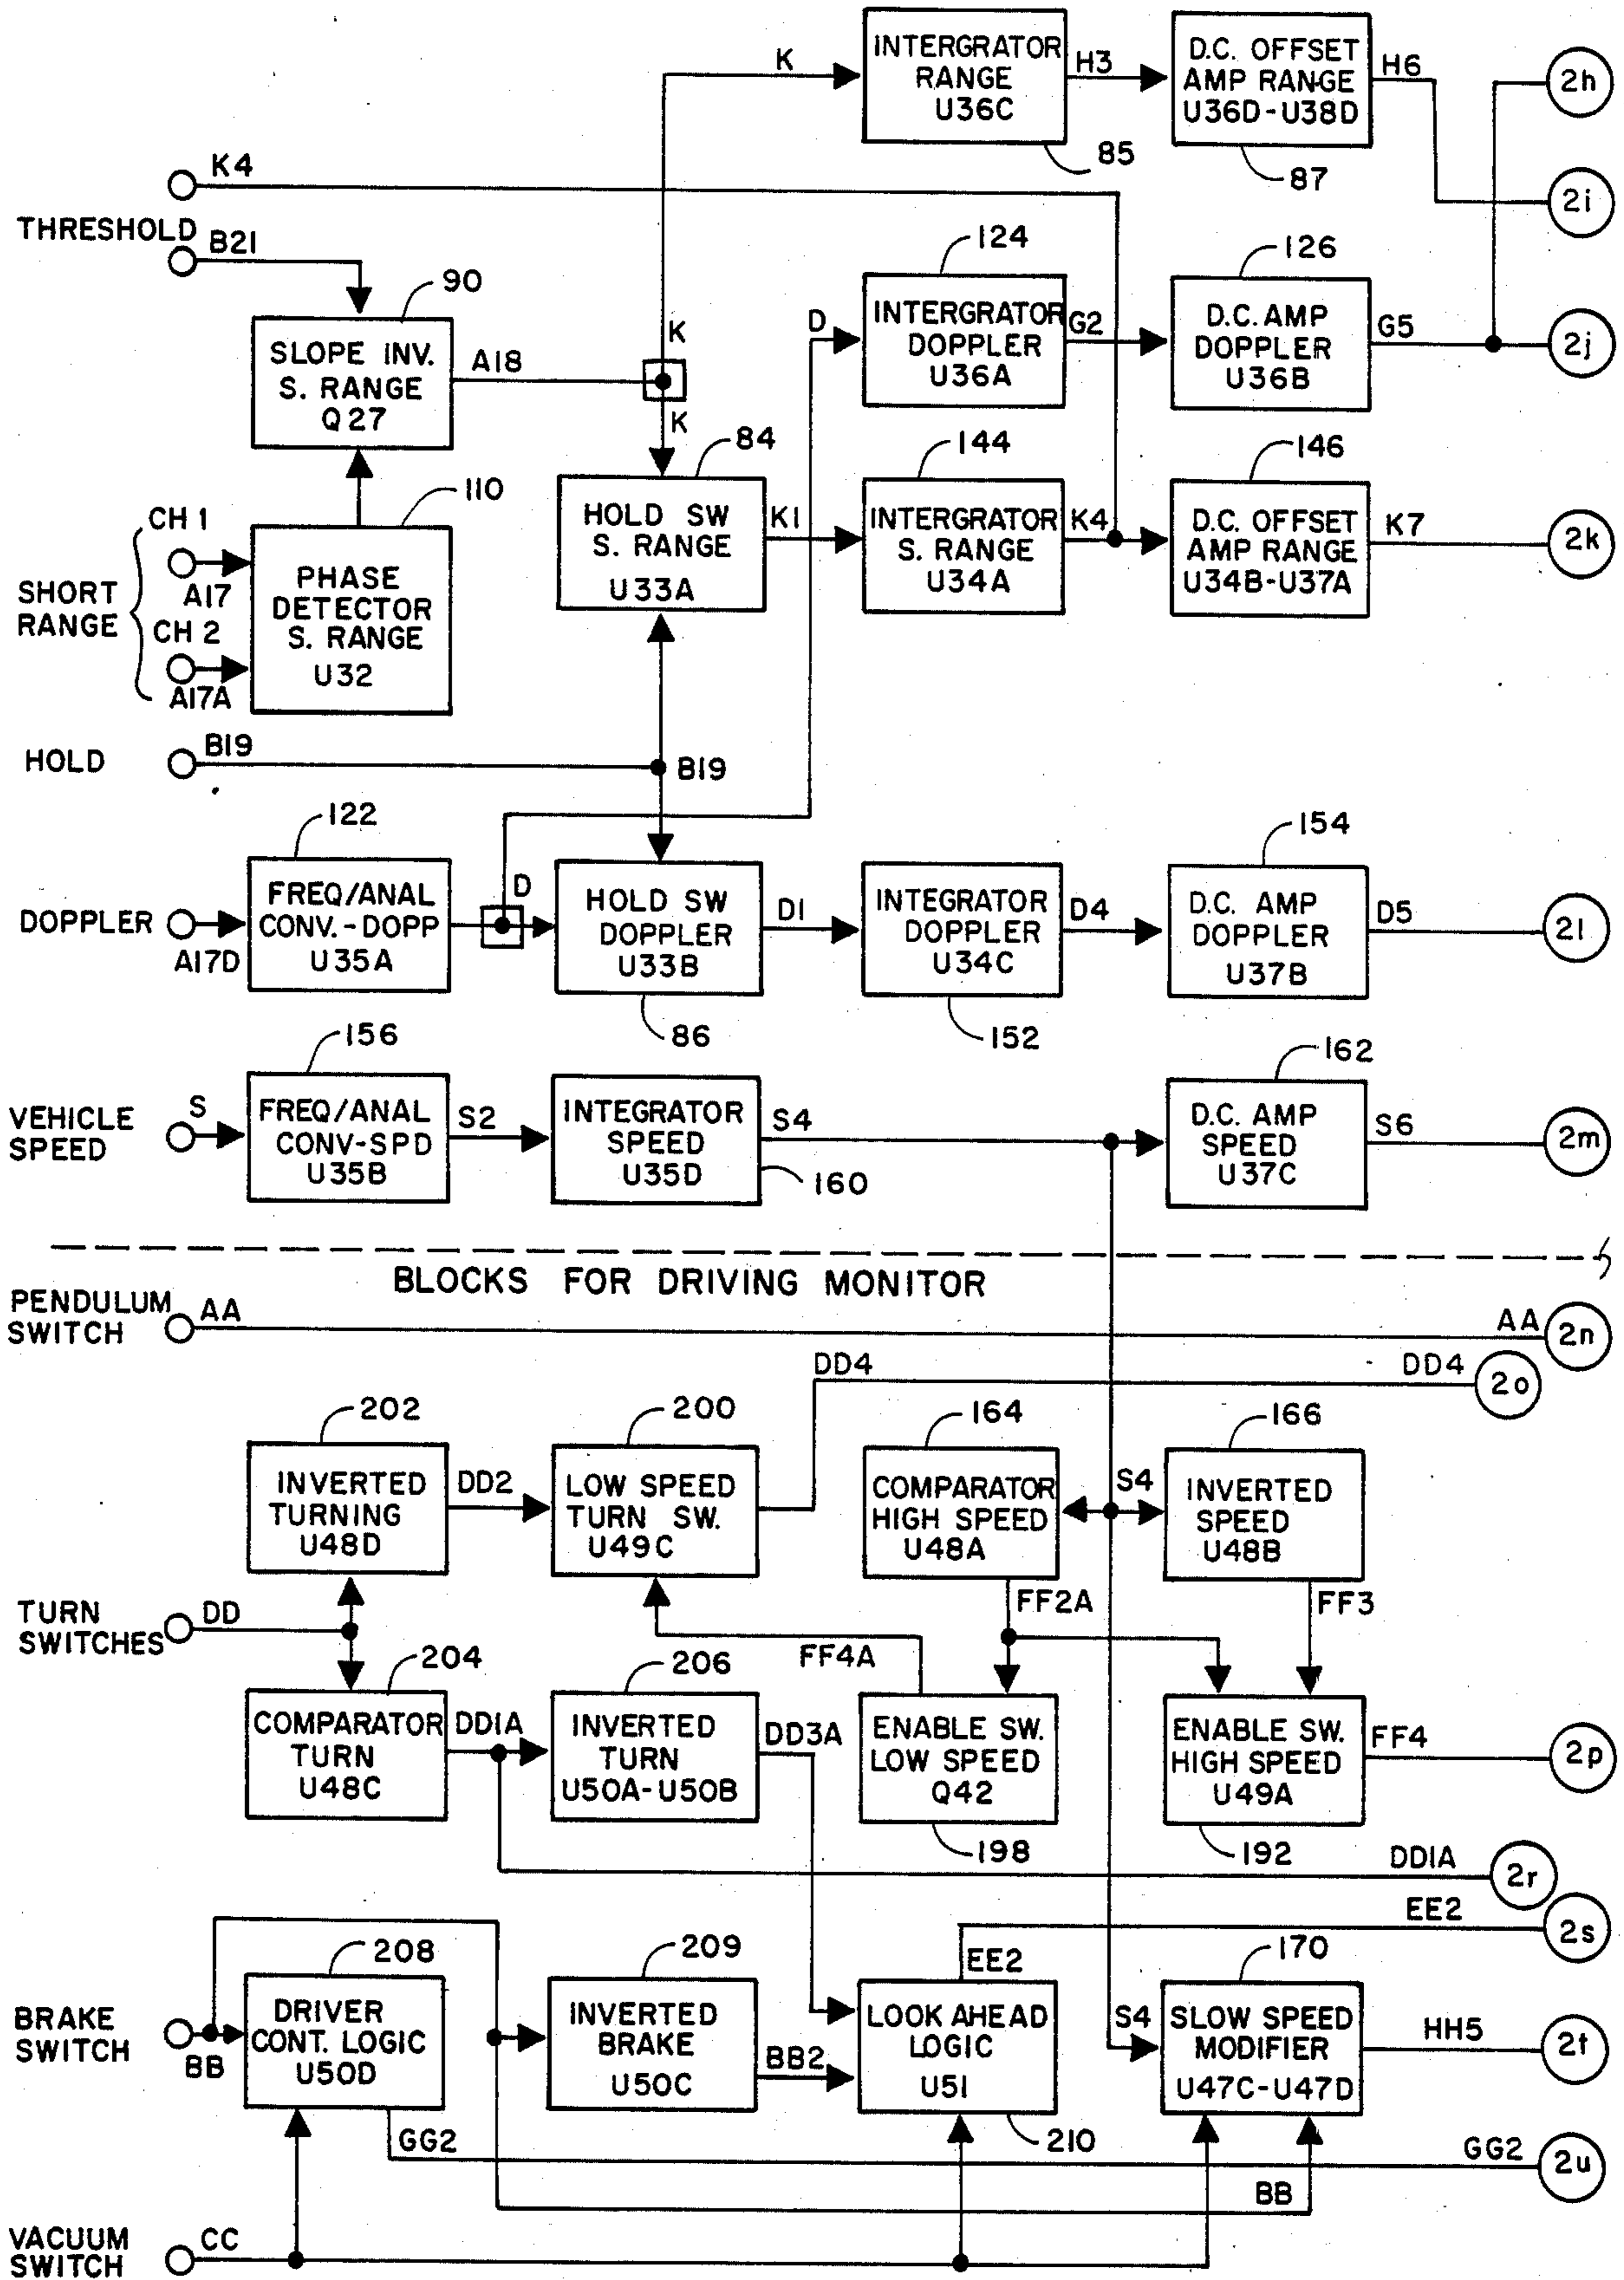 K
INTERGRATOR
RANGE
U36C
H3
D.C. OFFSET
AMP RANGE
U36D-U38D
H6
2h
85
87
K4
2i
THRESHOLD
B21
90
124
126
SLOPE INV.
S. RANGE
Q27
A18
K
K
D
INTERGRATOR
DOPPLER
U36A
G2
D.C. AMP
DOPPLER
U36B
G5
2j
84
144
146
110
CH 1
A17
SHORT
RANGE
CH 2
A17A
PHASE
DETECTOR
S. RANGE
U32
HOLD SW
S. RANGE
U33A
K1
INTERGRATOR
S. RANGE
U34A
K4
D.C. OFFSET
AMP RANGE
U34B-U37A
K7
2k
HOLD
B19
B19
122
154
DOPPLER
A17D
FREQ/ANAL
CONV.-DOPP
U35A
D
HOLD SW
DOPPLER
U33B
D1
INTEGRATOR
DOPPLER
U34C
D4
D.C. AMP
DOPPLER
U37B
D5
2l
86
152
156
162
VEHICLE
SPEED
S
FREQ/ANAL
CONV-SPD
U35B
S2
INTEGRATOR
SPEED
U35D
S4
160
D.C. AMP
SPEED
U37C
S6
2m
BLOCKS FOR DRIVING MONITOR
PENDULUM
SWITCH
AA
AA
2n
DD4
DD4
2o
202
200
164
166
INVERTED
TURNING
U48D
DD2
LOW SPEED
TURN SW.
U49C
COMPARATOR
HIGH SPEED
U48A
S4
INVERTED
SPEED
U48B
FF2A
FF3
TURN
SWITCHES
DD
FF4A
204
206
COMPARATOR
TURN
U48C
DD1A
INVERTED
TURN
U50A-U50B
DD3A
ENABLE SW.
LOW SPEED
Q42
ENABLE SW.
HIGH SPEED
U49A
FF4
2p
198
192
DD1A
2r
EE2
2s
208
209
EE2
170
BRAKE
SWITCH
BB
DRIVER
CONT. LOGIC
U50D
INVERTED
BRAKE
U50C
BB2
LOOK AHEAD
LOGIC
U51
S4
SLOW SPEED
MODIFIER
U47C-U47D
HH5
2t
210
GG2
GG2
2u
BB
VACUUM
SWITCH
CC